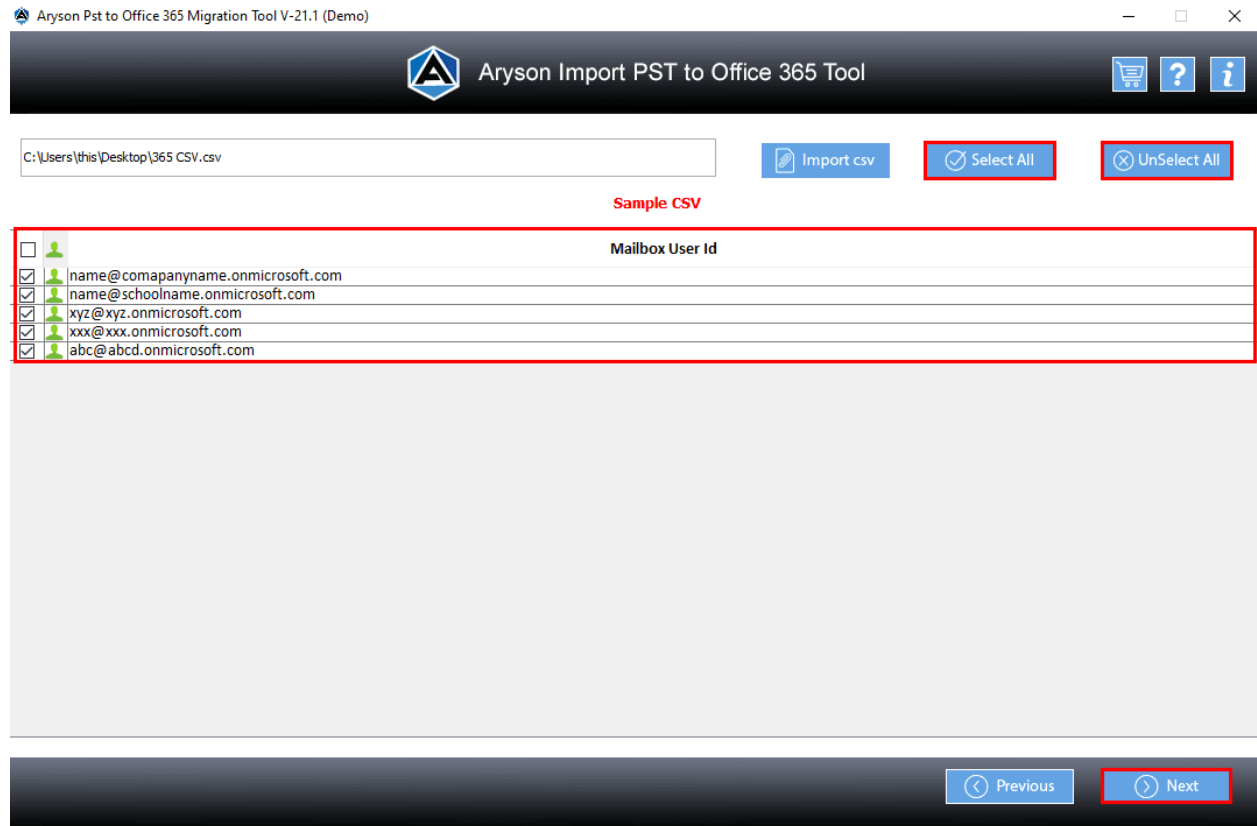 Aryson Pst to Office 365 Migration Tool V-21.1 (Demo)
Aryson Import PST to Office 365 Tool
C:\Users\this\Desktop\365 CSV.csv
Import csv
Select All
UnSelect All
Sample CSV
Mailbox User Id
name@comapanyname.onmicrosoft.com
name@schoolname.onmicrosoft.com
xyz@xyz.onmicrosoft.com
xxx@xxx.onmicrosoft.com
abc@abcd.onmicrosoft.com
Previous
Next